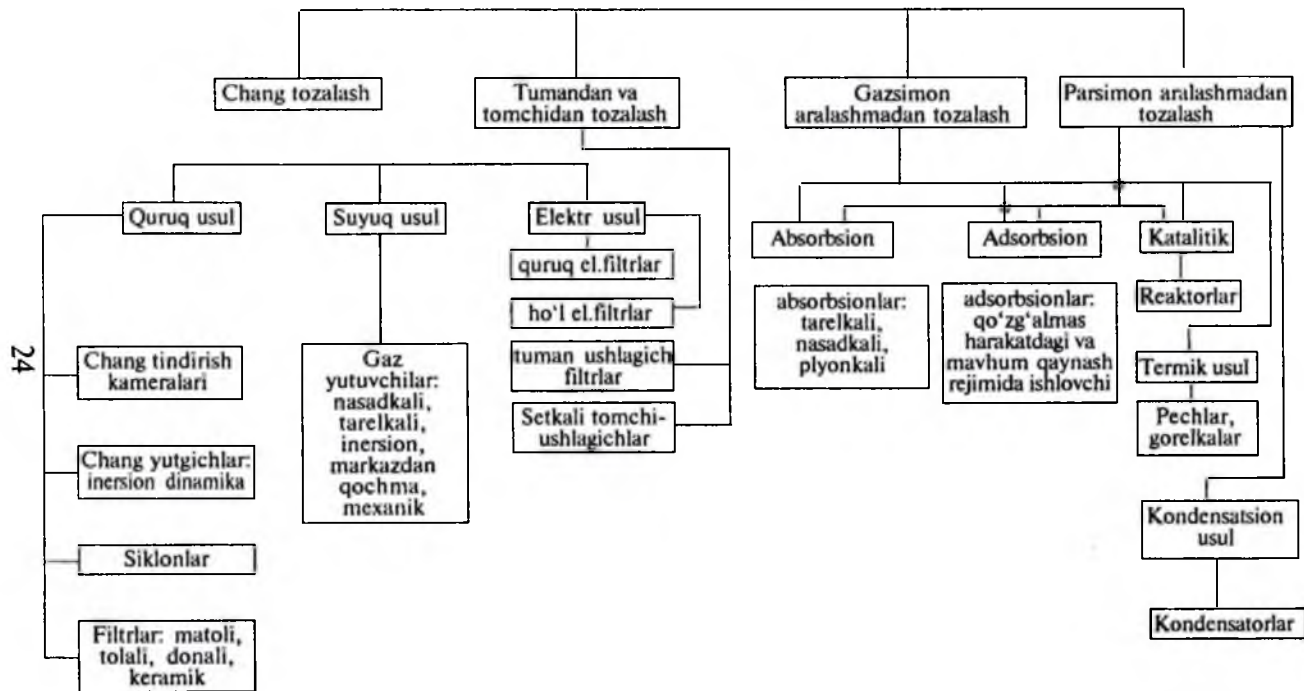 Chang tozalash
Tumandan va
tomchidan tozalash
Gazsimon
aralashmadan tozalash
Parsimon aralashmadan
tozalash
Quruq usul
Suyuq usul
Elektr usul
quruq el.filtrlar
ho‘l el.filtrlar
tuman ushlagich
filtrlar
Setkali tomchi-
ushlagichlar
Chang tindirish
kameralari
Chang yutgichlar:
inersion dinamika
Siklonlar
Filtrlar: matoli,
tolali, donali,
keramik
Gaz
yutuvchilar:
nasadkali,
tarelkali,
inersion,
markazdan
qochma,
mexanik
Absorbsion
absorbsionlar:
tarelkali,
nasadkali,
plyonkali
Adsorbsion
adsorbsionlar:
qo‘zg‘almas
harakatdagi va
mavhum qaynash
rejimida ishlovchi
Katalitik
Reaktorlar
Termik usul
Pechlar,
gorelkalar
Kondensatsion
usul
Kondensatorlar
24